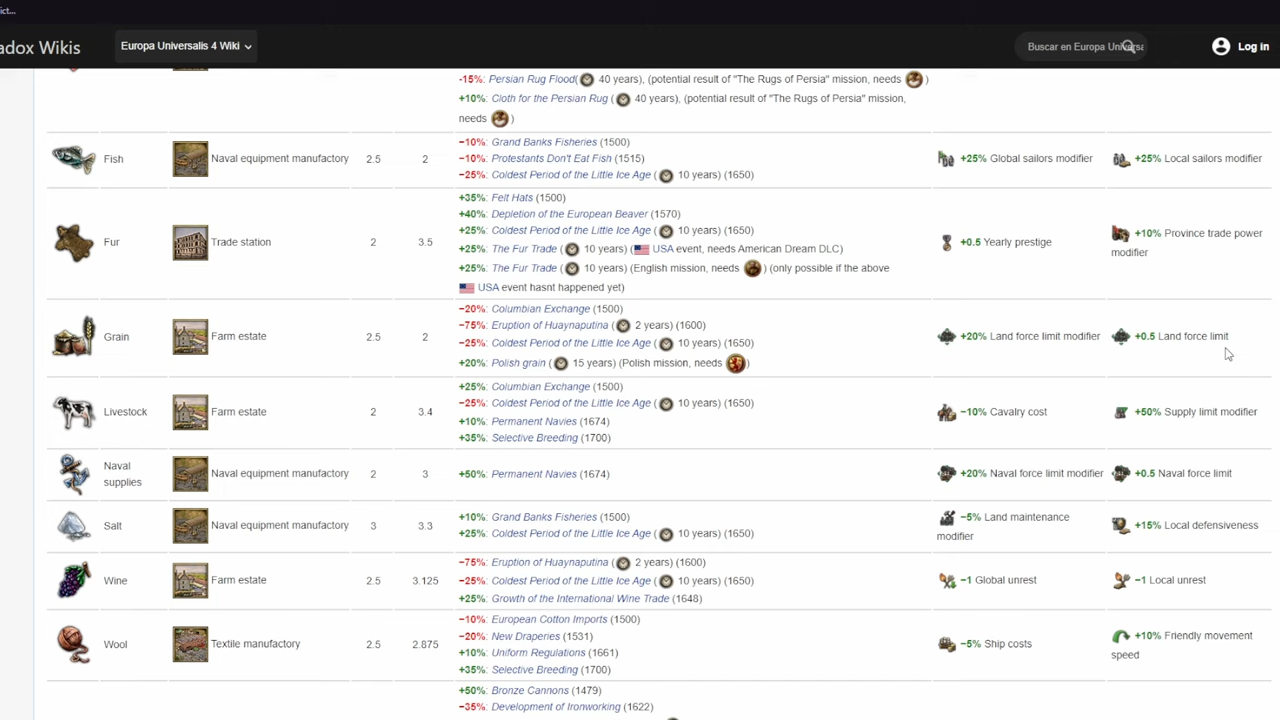 ict...
adox Wikis
Europa Universalis 4 Wiki
Buscar en Europa Universa
Log in
-15%: Persian Rug Flood( 40 years), (potential result of "The Rugs of Persia" mission, needs )
+10%: Cloth for the Persian Rug ( 40 years), (potential result of "The Rugs of Persia" mission,
needs )
Fish
Naval equipment manufactory
2.5
2
−10%: Grand Banks Fisheries (1500)
−10%: Protestants Don't Eat Fish (1515)
−25%: Coldest Period of the Little Ice Age ( 10 years) (1650)
+25% Global sailors modifier
+25% Local sailors modifier
Fur
Trade station
2
3.5
+35%: Felt Hats (1500)
+40%: Depletion of the European Beaver (1570)
+25%: Coldest Period of the Little Ice Age ( 10 years) (1650)
+25%: The Fur Trade ( 10 years) ( USA event, needs American Dream DLC)
+25%: The Fur Trade ( 10 years) (English mission, needs ) (only possible if the above
USA event hasnt happened yet)
+0.5 Yearly prestige
+10% Province trade power
modifier
Grain
Farm estate
2.5
2
−20%: Columbian Exchange (1500)
−75%: Eruption of Huaynaputina ( 2 years) (1600)
−25%: Coldest Period of the Little Ice Age ( 10 years) (1650)
+20%: Polish grain ( 15 years) (Polish mission, needs )
+20% Land force limit modifier
+0.5 Land force limit
Livestock
Farm estate
2
3.4
+25%: Columbian Exchange (1500)
−25%: Coldest Period of the Little Ice Age ( 10 years) (1650)
+10%: Permanent Navies (1674)
+35%: Selective Breeding (1700)
−10% Cavalry cost
+50% Supply limit modifier
Naval
supplies
Naval equipment manufactory
2
3
+50%: Permanent Navies (1674)
+20% Naval force limit modifier
+0.5 Naval force limit
Salt
Naval equipment manufactory
3
3.3
+10%: Grand Banks Fisheries (1500)
+25%: Coldest Period of the Little Ice Age ( 10 years) (1650)
−5% Land maintenance
modifier
+15% Local defensiveness
Wine
Farm estate
2.5
3.125
−75%: Eruption of Huaynaputina ( 2 years) (1600)
−25%: Coldest Period of the Little Ice Age ( 10 years) (1650)
+25%: Growth of the International Wine Trade (1648)
−1 Global unrest
−1 Local unrest
Wool
Textile manufactory
2.5
2.875
−10%: European Cotton Imports (1500)
−20%: New Draperies (1531)
+10%: Uniform Regulations (1661)
+35%: Selective Breeding (1700)
−5% Ship costs
+10% Friendly movement
speed
+50%: Bronze Cannons (1479)
−35%: Development of Ironworking (1622)